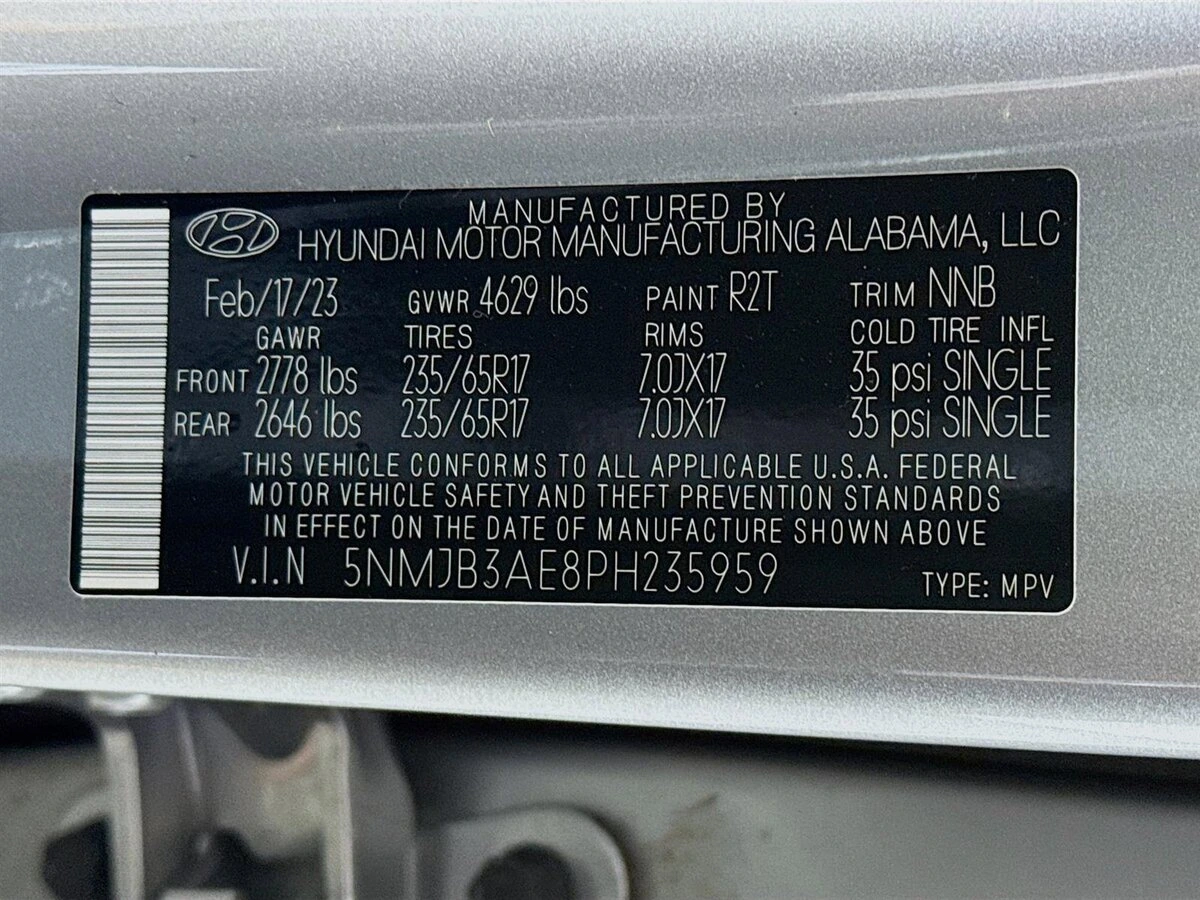 MANUFACTURED BY
HYUNDAI MOTOR MANUFACTURING ALABAMA, LLC
Feb/17/23 GVWR 4629 lbs PAINT R2T TRIM NNB
GAWR TIRES RIMS COLD TIRE INFL
FRONT 2778 lbs 235/65R17 7.0JX17 35 psi SINGLE
REAR 2646 lbs 235/65R17 7.0JX17 35 psi SINGLE
THIS VEHICLE CONFORMS TO ALL APPLICABLE U.S.A. FEDERAL
MOTOR VEHICLE SAFETY AND THEFT PREVENTION STANDARDS
IN EFFECT ON THE DATE OF MANUFACTURE SHOWN ABOVE
V.I.N 5NMJB3AE8PH235959 TYPE: MPV